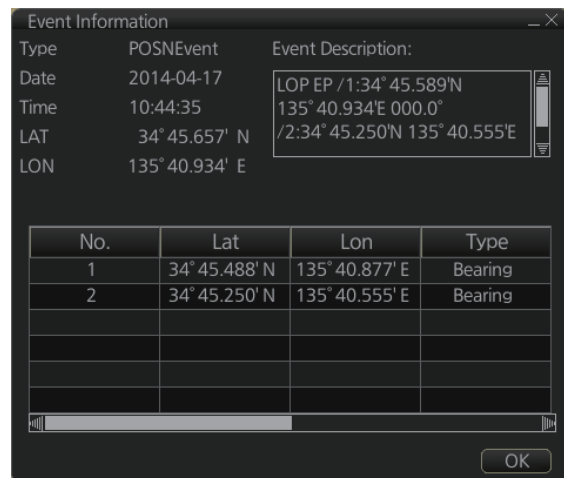 Event Information
Type POSNEvent Event Description:
Date 2014-04-17
Time 10:44:35
LAT 34°45.657' N
LON 135°40.934' E
LOP EP /1:34°45.589'N
135°40.934'E 000.0°
/2:34°45.250'N 135°40.555'E
No. Lat Lon Type
1 34°45.488' N 135°40.877' E Bearing
2 34°45.250' N 135°40.555' E Bearing
OK